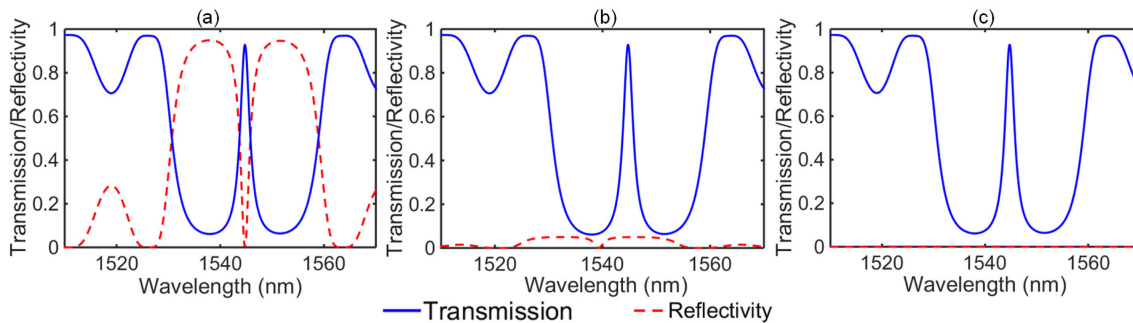 (a) (b) (c)
Transmission/Reflectivity
1
0.8
0.6
0.4
0.2
0
1520 1540 1560
Wavelength (nm)
Transmission/Reflectivity
1
0.8
0.6
0.4
0.2
0
1520 1540 1560
Wavelength (nm)
Transmission/Reflectivity
1
0.8
0.6
0.4
0.2
0
1520 1540 1560
Wavelength (nm)
Transmission Reflectivity